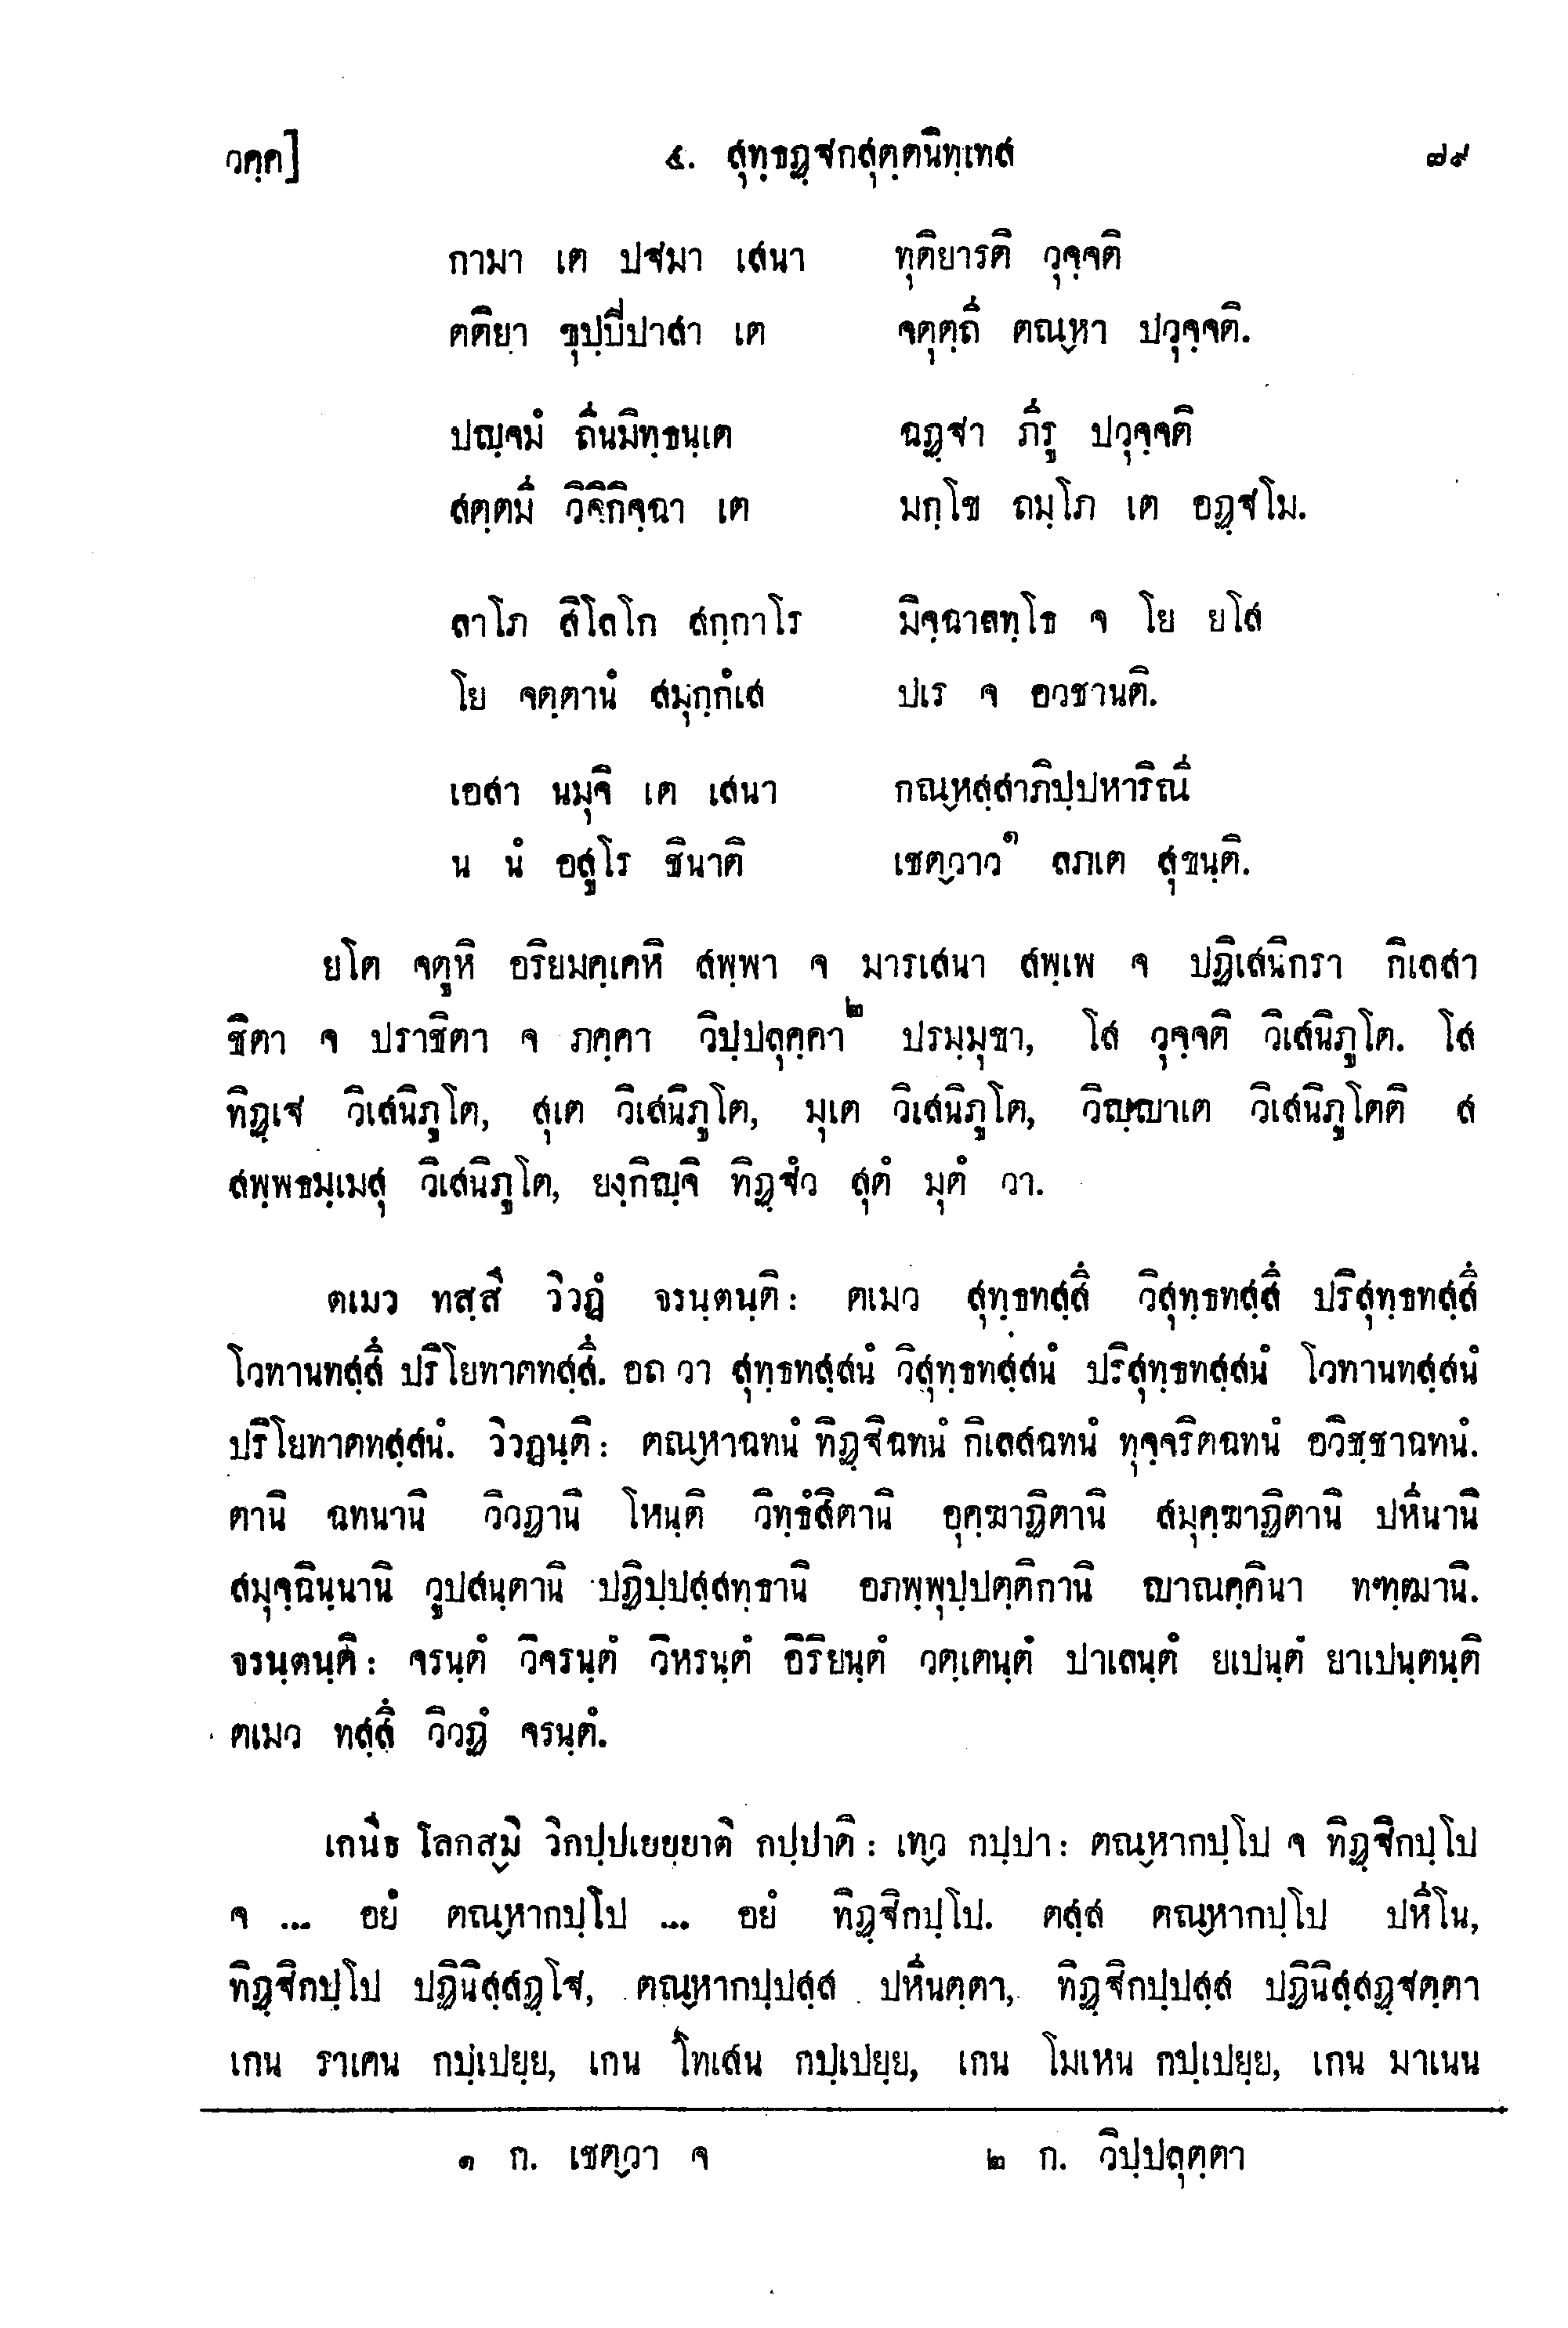 วคฺค] ๔. สุทฺธฏฺฐกสุตฺตนิทฺเทส ๗๙
กามา เต ปฐมา เสนา ทุติยารติ วุจฺจติ
ตติยา ขุปฺปีปาสา เต จตุตฺถี ตณฺหา ปวุจฺจติ.
ปญฺจมํ ถีนมิทฺธนฺเต ฉฏฺฐา ภีรู ปวุจฺจติ
สตฺตมี วิจิกิจฺฉา เต มกฺโข ถมฺโภ เต อฏฺฐโม.
ลาโภ สิโลโก สกฺกาโร มิจฺฉาลทฺโธ จ โย ยโส
โย จตฺตานํ สมุกฺกํเส ปเร จ อวชานติ.
เอสา นมุจิ เต เสนา กณฺหสฺสาภิปฺปหาริณี
น นํ อสูโร ชินาติ เชตฺวาว๑ ลภเต สุขนฺติ.
ยโต จตูหิ อริยมคฺเคหิ สพฺพา จ มารเสนา สพฺเพ จ ปฏิเสนิกรา กิเลสา
ชิตา จ ปราชิตา จ ภคฺคา วิปฺปลุคฺคา๒ ปรมฺมุขา, โส วุจฺจติ วิเสนิภูโต. โส
ทิฏฺเฐ วิเสนิภูโต, สุเต วิเสนิภูโต, มุเต วิเสนิภูโต, วิญฺญาเต วิเสนิภูโตติ ส
สพฺพธมฺเมสุ วิเสนิภูโต, ยงฺกิญฺจิ ทิฏฺฐํว สุตํ มุตํ วา.
ตเมว ทสฺสึ วิวฏํ จรนฺตนฺติ: ตเมว สุทฺธทสฺสึ วิสุทฺธทสฺสึ ปริสุทฺธทสฺสึ
โวทานทสฺสึ ปริโยทาตทสฺสึ. อถ วา สุทฺธทสฺสนํ วิสุทฺธทสฺสนํ ปริสุทฺธทสฺสนํ โวทานทสฺสนํ
ปริโยทาตทสฺสนํ. วิวฏนฺติ: ตณฺหาฉทนํ ทิฏฺฐิฉทนํ กิเลสฉทนํ ทุจฺจริตฉทนํ อวิชฺชาฉทนํ.
ตานิ ฉทนานิ วิวฏานิ โหนฺติ วิทฺธํสิตานิ อุคฺฆาฏิตานิ สมุคฺฆาฏิตานิ ปหีนานิ
สมุจฺฉินฺนานิ วูปสนฺตานิ ปฏิปฺปสฺสทฺธานิ อภพฺพุปฺปตฺติกานิ ญาณคฺคินา ทฑฺฒานิ.
จรนฺตนฺติ: จรนฺตํ วิจรนฺตํ วิหรนฺตํ อิริยนฺตํ วตฺเตนฺตํ ปาเลนฺตํ ยเปนฺตํ ยาเปนฺตนฺติ
ตเมว ทสฺสึ วิวฏํ จรนฺตํ.
เกนีธ โลกสฺมิ วิกปฺปเยยฺยาติ กปฺปาติ: เทฺว กปฺปา: ตณฺหากปฺโป จ ทิฏฺฐิกปฺโป
จ ... อยํ ตณฺหากปฺโป ... อยํ ทิฏฺฐิกปฺโป. ตสฺส ตณฺหากปฺโป ปหีโน,
ทิฏฺฐิกปฺโป ปฏินิสฺสฏฺโฐ, ตณฺหากปฺปสฺส ปหีนตฺตา, ทิฏฺฐิกปฺปสฺส ปฏินิสฺสฏฺฐตฺตา
เกน ราเคน กปฺเปยฺย, เกน โทเสน กปฺเปยฺย, เกน โมเหน กปฺเปยฺย, เกน มาเนน
๑ ก. เชตฺวา จ ๒ ก. วิปฺปลุตฺตา